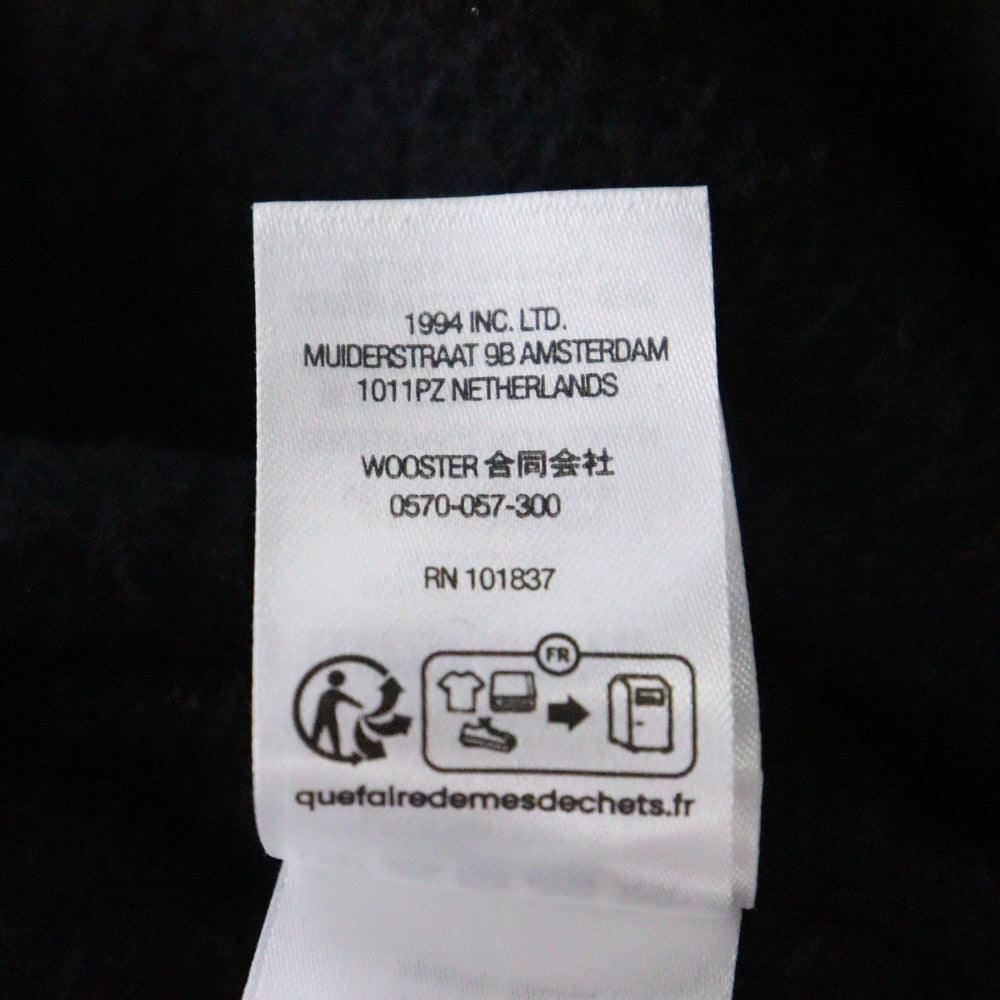 1994 INC. LTD.
MUIDERSTRAAT 9B AMSTERDAM
1011PZ NETHERLANDS
WOOSTER 合同会社
0570-057-300
RN 101837
FR
quefairedemesdechets.fr